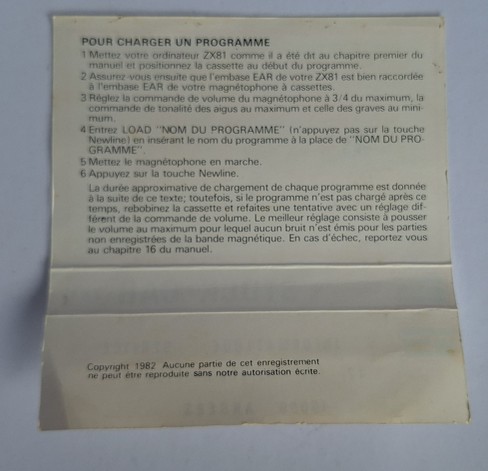 POUR CHARGER UN PROGRAMME
1 Mettez votre ordinateur ZX81 comme il a été dit au chapitre premier du
manuel et positionnez la cassette au début du programme.
2 Assurez-vous ensuite que l'embase EAR de votre ZX81 est bien raccordée
à l'embase EAR de votre magnétophone à cassettes.
3 Réglez la commande de volume du magnétophone à 3/4 du maximum, la
commande de tonalité des aigus au maximum et celle des graves au mini-
mum.
4 Entrez LOAD "NOM DU PROGRAMME" (n'appuyez pas sur la touche
Newline) en insérant le nom du programme à la place de "NOM DU PRO-
GRAMME".
5 Mettez le magnétophone en marche.
6 Appuyez sur la touche Newline.
La durée approximative de chargement de chaque programme est donnée
à la suite de ce texte; toutefois, si le programme n'est pas chargé après ce
temps, rebobinez la cassette et refaites une tentative avec un réglage dif-
férent de la commande de volume. Le meilleur réglage consiste à pousser
le volume au maximum pour lequel aucun bruit n'est émis pour les parties
non enregistrées de la bande magnétique. En cas d'échec, reportez vous
au chapitre 16 du manuel.
Copyright 1982 Aucune partie de cet enregistrement
ne peut être reproduite sans notre autorisation écrite.